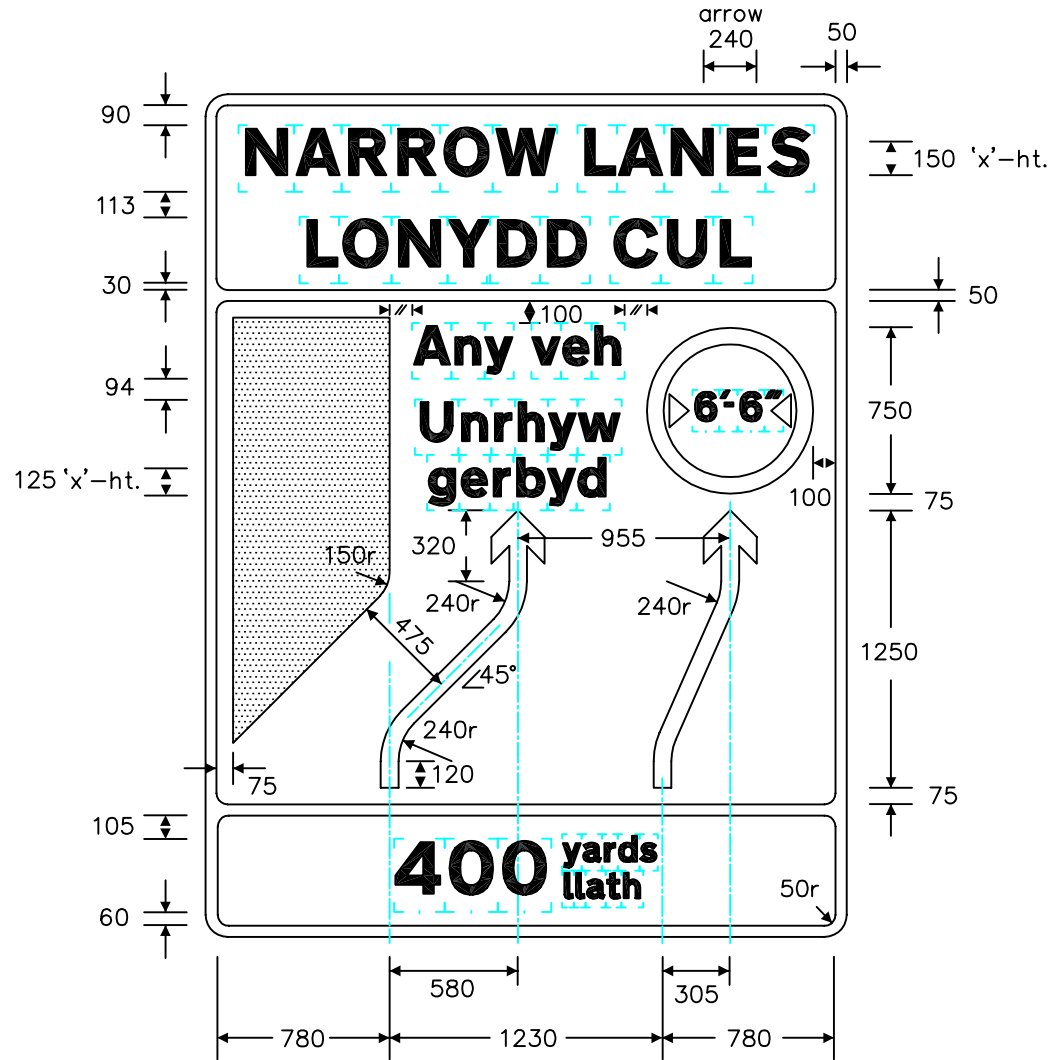 arrow
240
50
90
NARROW LANES
150 'x'-ht.
113
LONYDD CUL
30
50
100
Any veh
94
6'-6"
750
Unrhyw
125 'x'-ht.
gerbyd
100
75
320
955
150r
240r
240r
475
1250
45°
240r
120
75
75
105
400 yards
llath
50r
60
580
305
780
1230
780